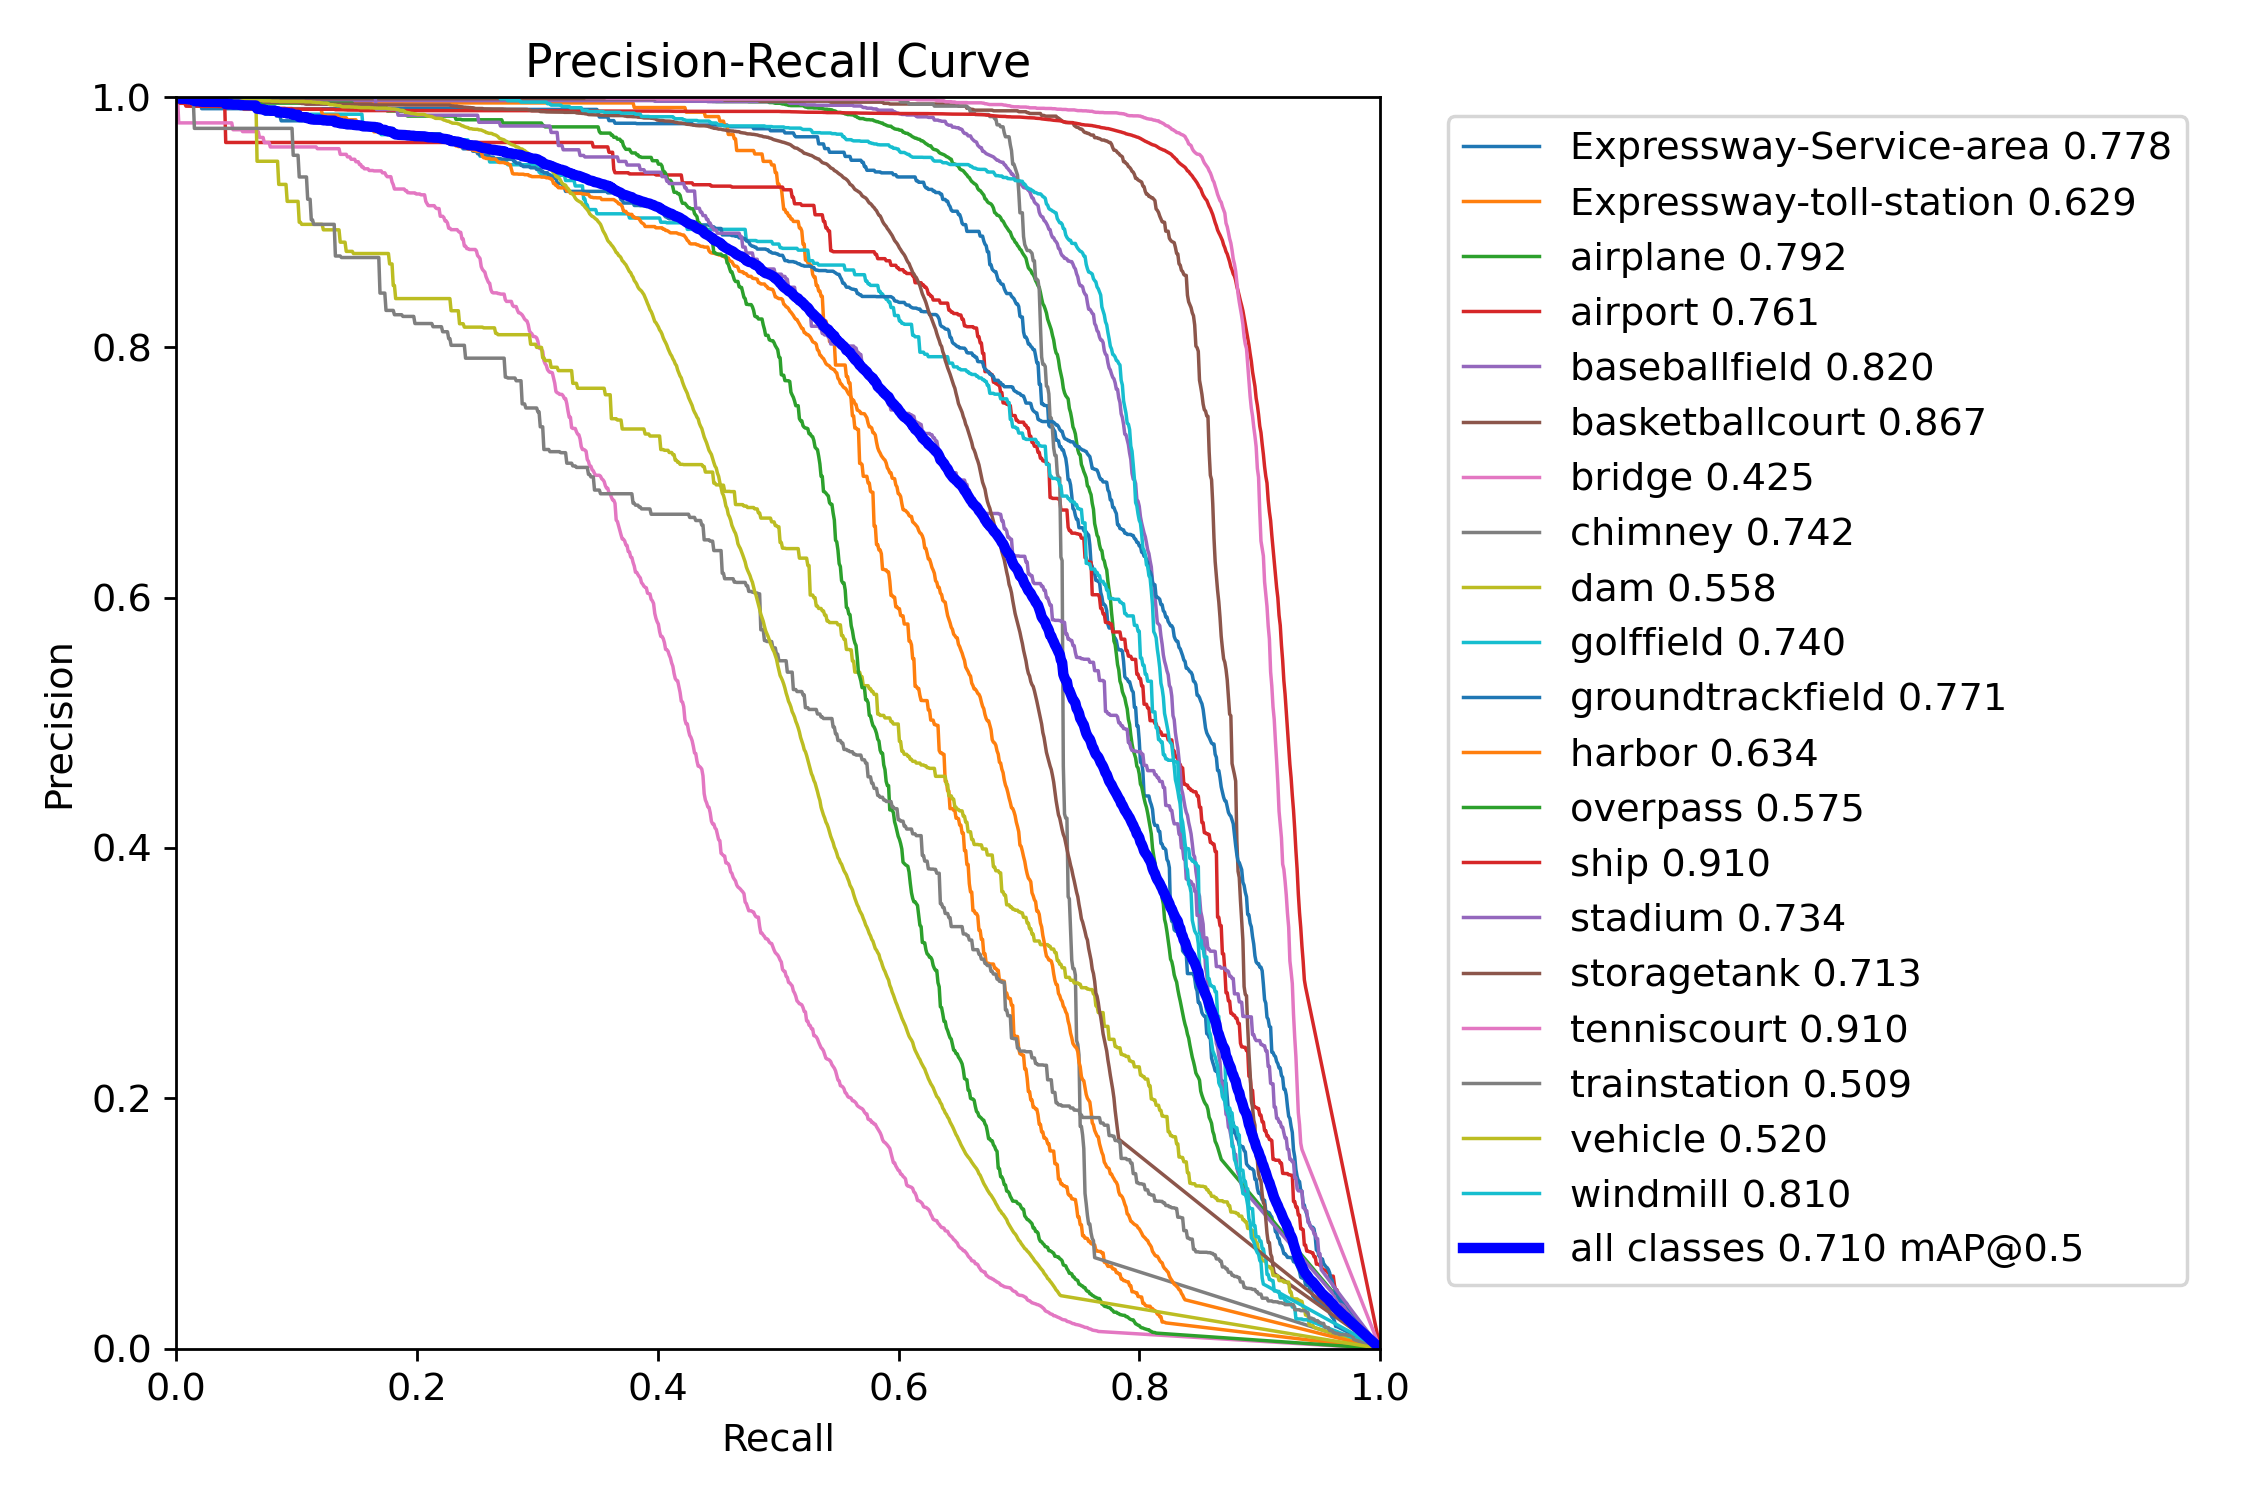 Precision-Recall Curve
1.0
0.8
0.6
0.4
0.2
0.0
Precision
0.0 0.2 0.4 0.6 0.8 1.0
Recall
Expressway-Service-area 0.778
Expressway-toll-station 0.629
airplane 0.792
airport 0.761
baseballfield 0.820
basketballcourt 0.867
bridge 0.425
chimney 0.742
dam 0.558
golffield 0.740
groundtrackfield 0.771
harbor 0.634
overpass 0.575
ship 0.910
stadium 0.734
storagetank 0.713
tenniscourt 0.910
trainstation 0.509
vehicle 0.520
windmill 0.810
all classes 0.710 mAP@0.5